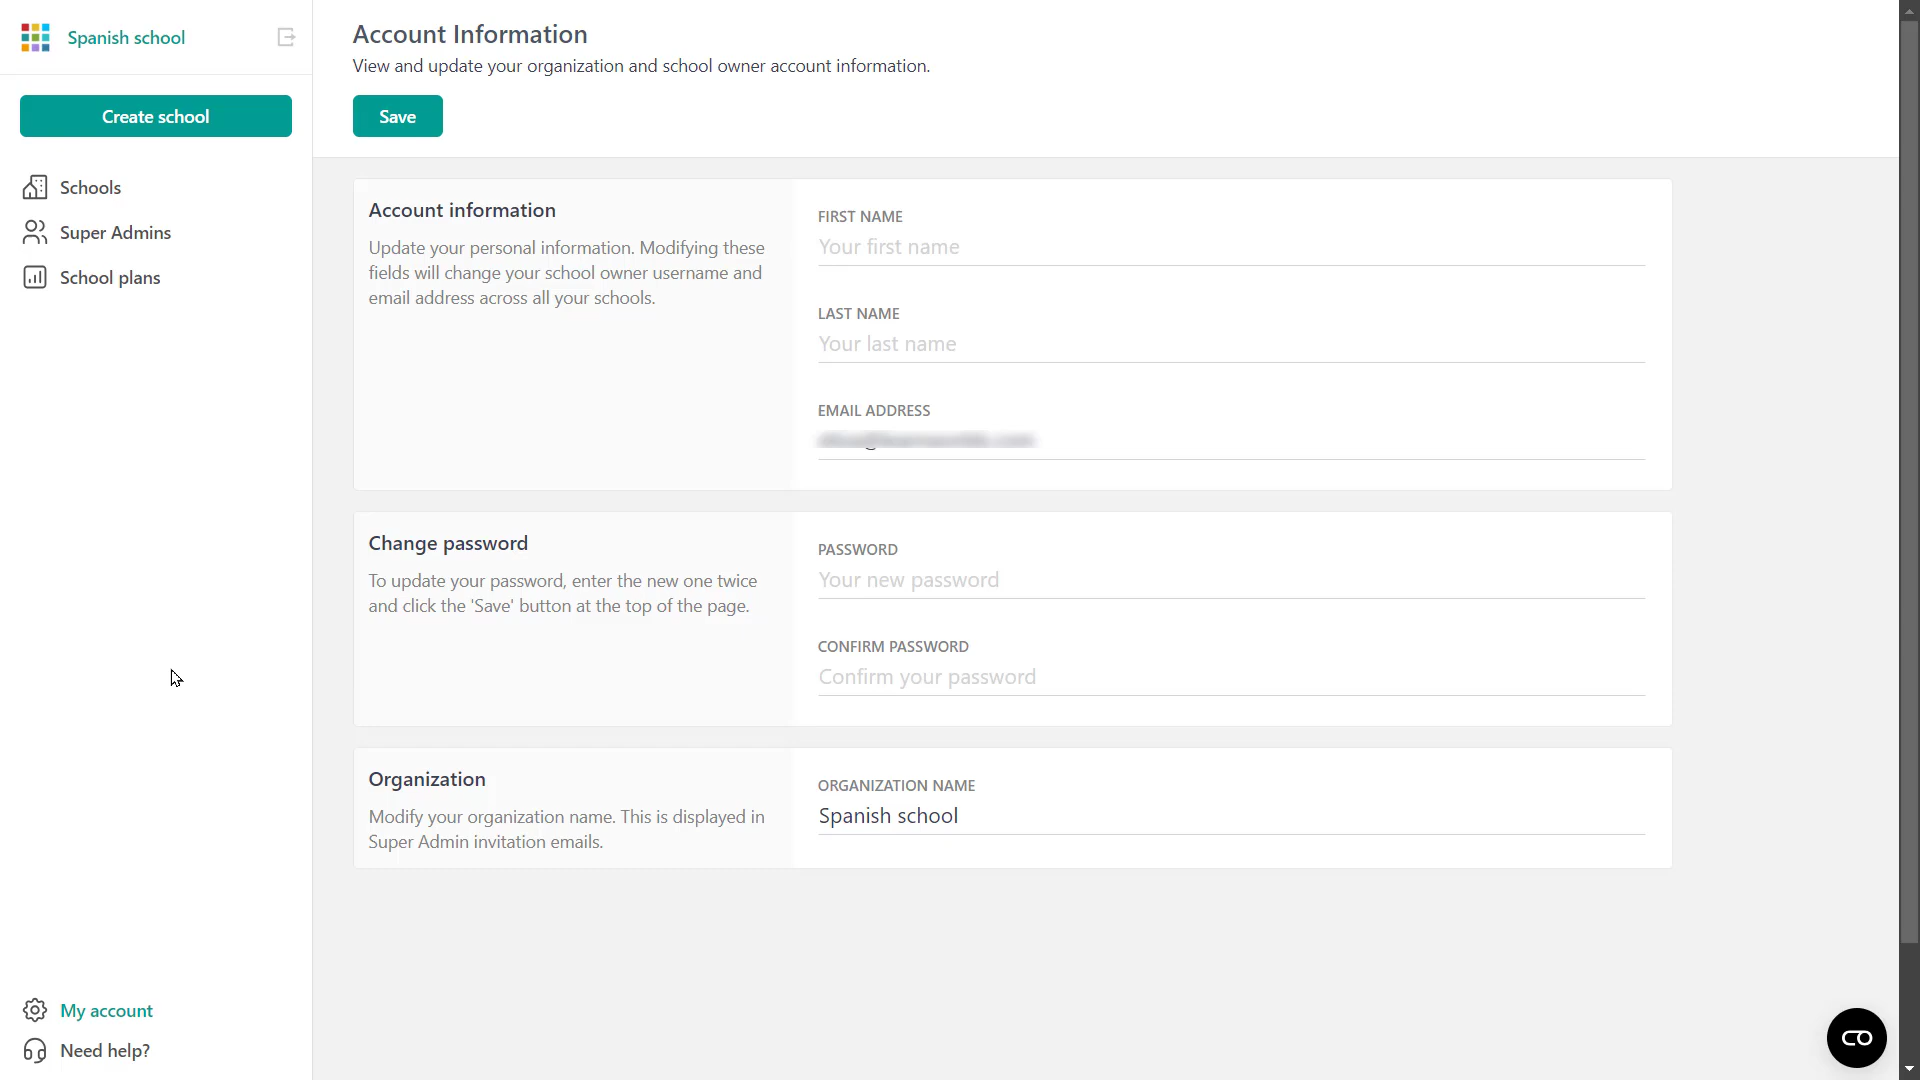 Spanish school
Create school
Schools
Super Admins
School plans
My account
Need help?
Account Information
View and update your organization and school owner account information.
Save
Account information
Update your personal information. Modifying these
fields will change your school owner username and
email address across all your schools.
FIRST NAME
Your first name
LAST NAME
Your last name
EMAIL ADDRESS
Change password
To update your password, enter the new one twice
and click the 'Save' button at the top of the page.
PASSWORD
Your new password
CONFIRM PASSWORD
Confirm your password
Organization
Modify your organization name. This is displayed in
Super Admin invitation emails.
ORGANIZATION NAME
Spanish school